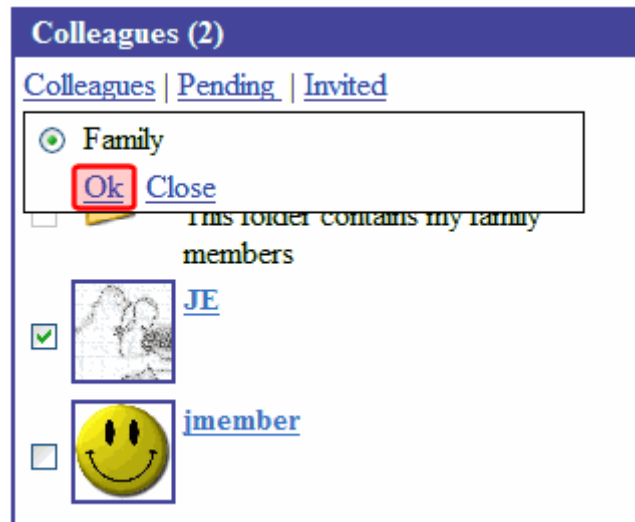 Colleagues (2)
Colleagues | Pending | Invited
Family
Ok Close
This folder contains my family
members
JE
jmember